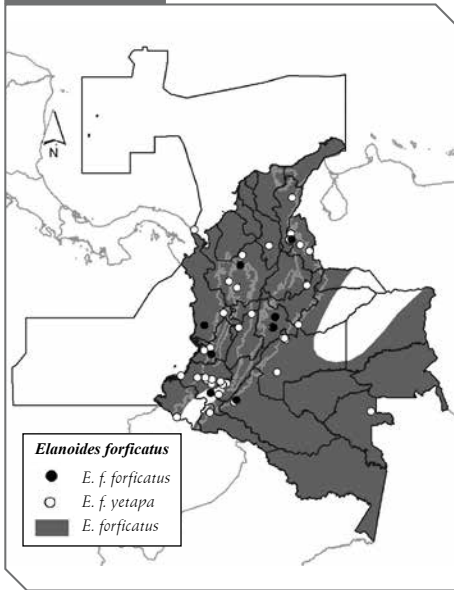 N
Elanoides forficatus
E. f. forficatus
E. f. yetapa
E. forficatus